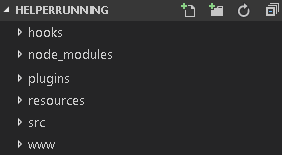 HELPERRUNNING
hooks
node_modules
plugins
resources
src
www